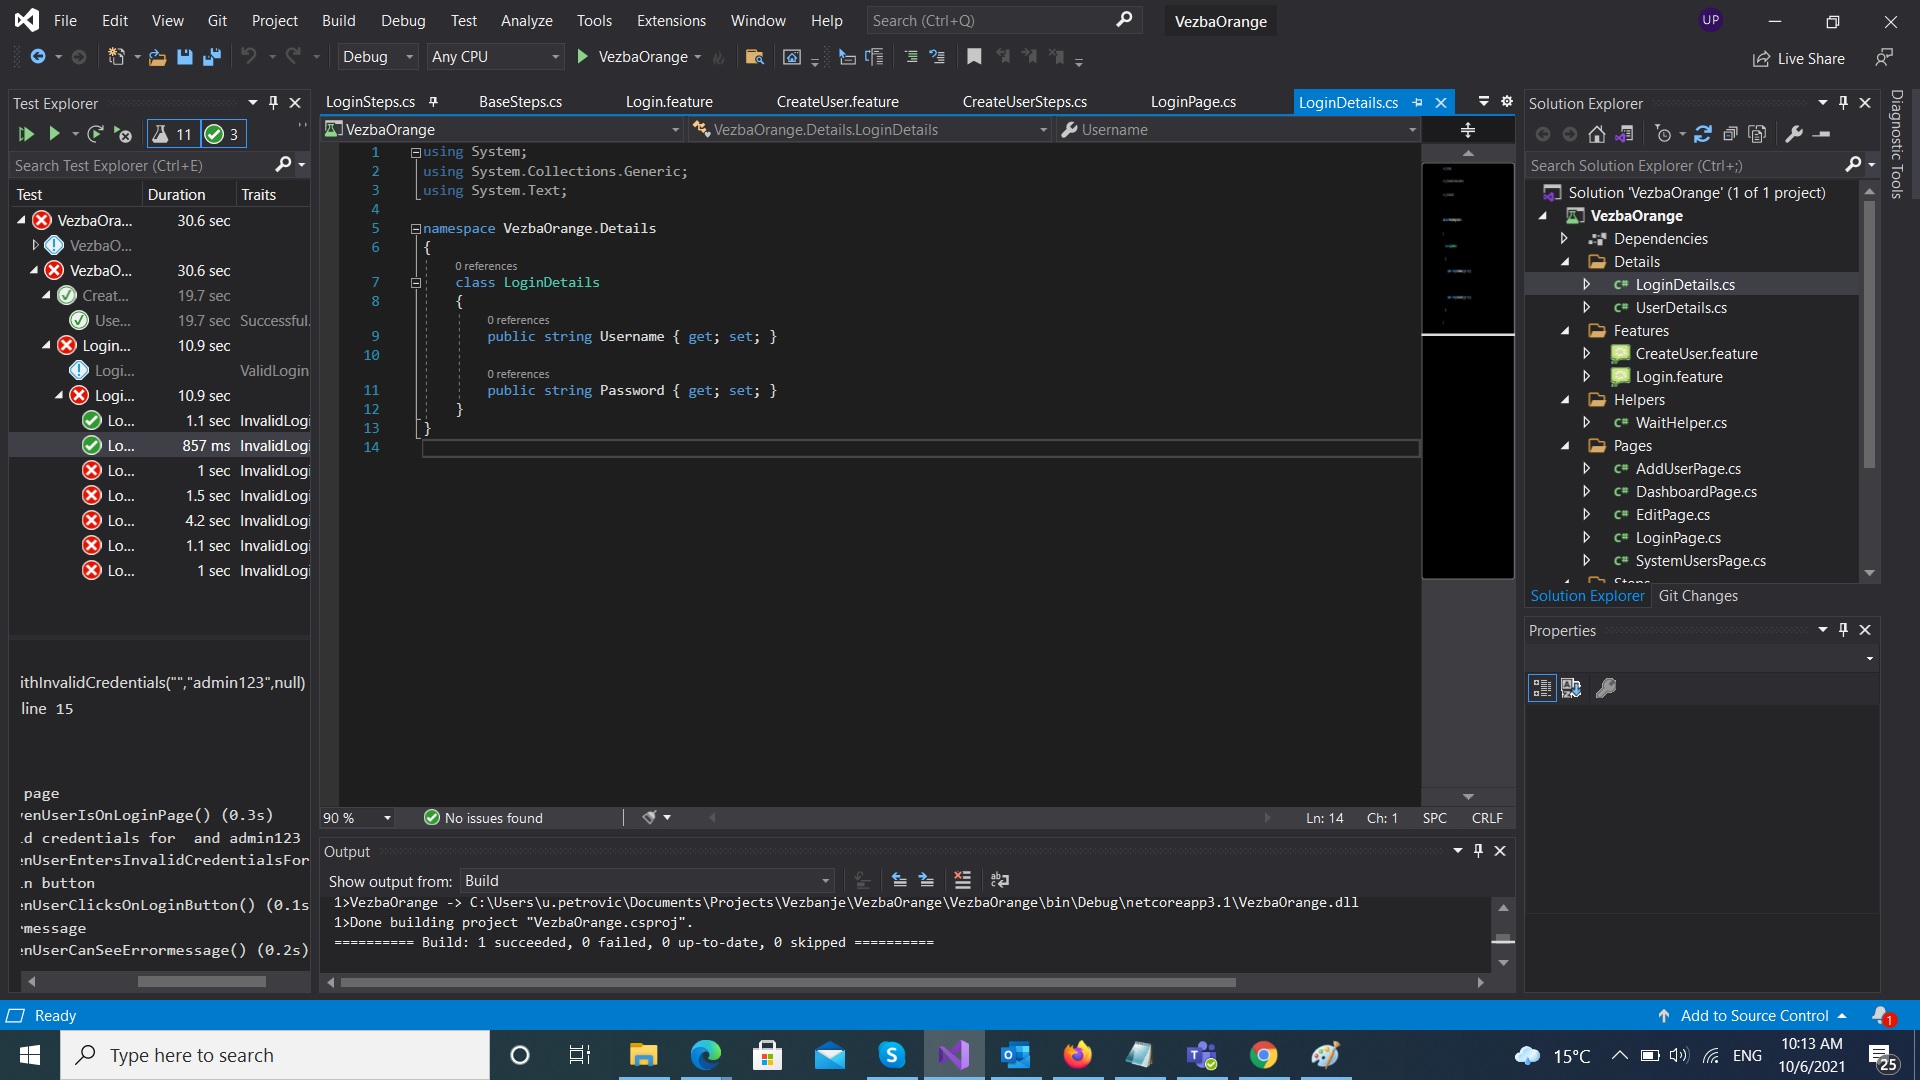 File Edit View Git Project Build Debug Test Analyze Tools Extensions Window Help Search (Ctrl+Q) VezbaOrange UP
Debug Any CPU VezbaOrange Live Share
Test Explorer
11 3
Search Test Explorer (Ctrl+E)
Test Duration Traits
VezbaOra... 30.6 sec
VezbaO...
VezbaO... 30.6 sec
Creat... 19.7 sec
Use... 19.7 sec Successful.
Login... 10.9 sec
Logi... ValidLogin
Logi... 10.9 sec
Lo... 1.1 sec InvalidLogi
Lo... 857 ms InvalidLogi
Lo... 1 sec InvalidLogi
Lo... 1.5 sec InvalidLogi
Lo... 4.2 sec InvalidLogi
Lo... 1.1 sec InvalidLogi
Lo... 1 sec InvalidLogi
ithInvalidCredentials("","admin123",null)
line 15
page
enUserIsOnLoginPage() (0.3s)
d credentials for  and admin123
enUserEntersInvalidCredentialsFor
n button
enUserClicksOnLoginButton() (0.1s
message
enUserCanSeeErrormessage() (0.2s)
LoginSteps.cs BaseSteps.cs Login.feature CreateUser.feature CreateUserSteps.cs LoginPage.cs LoginDetails.cs
VezbaOrange VezbaOrange.Details.LoginDetails Username
1 using System;
2 using System.Collections.Generic;
3 using System.Text;
4
5 namespace VezbaOrange.Details
6 {
0 references
7 class LoginDetails
8 {
0 references
9 public string Username { get; set; }
10
0 references
11 public string Password { get; set; }
12 }
13 }
14
90 % No issues found Ln: 14 Ch: 1 SPC CRLF
Output
Show output from: Build
1>VezbaOrange -> C:\Users\u.petrovic\Documents\Projects\Vezbanje\VezbaOrange\VezbaOrange\bin\Debug\netcoreapp3.1\VezbaOrange.dll
1>Done building project "VezbaOrange.csproj".
========== Build: 1 succeeded, 0 failed, 0 up-to-date, 0 skipped ==========
Solution Explorer
Search Solution Explorer (Ctrl+;)
Solution 'VezbaOrange' (1 of 1 project)
VezbaOrange
Dependencies
Details
C# LoginDetails.cs
C# UserDetails.cs
Features
CreateUser.feature
Login.feature
Helpers
C# WaitHelper.cs
Pages
C# AddUserPage.cs
C# DashboardPage.cs
C# EditPage.cs
C# LoginPage.cs
C# SystemUsersPage.cs
Steps
Solution Explorer Git Changes
Properties
Diagnostic Tools
Ready Add to Source Control 1
Type here to search 15°C ENG 10:13 AM
10/6/2021 25